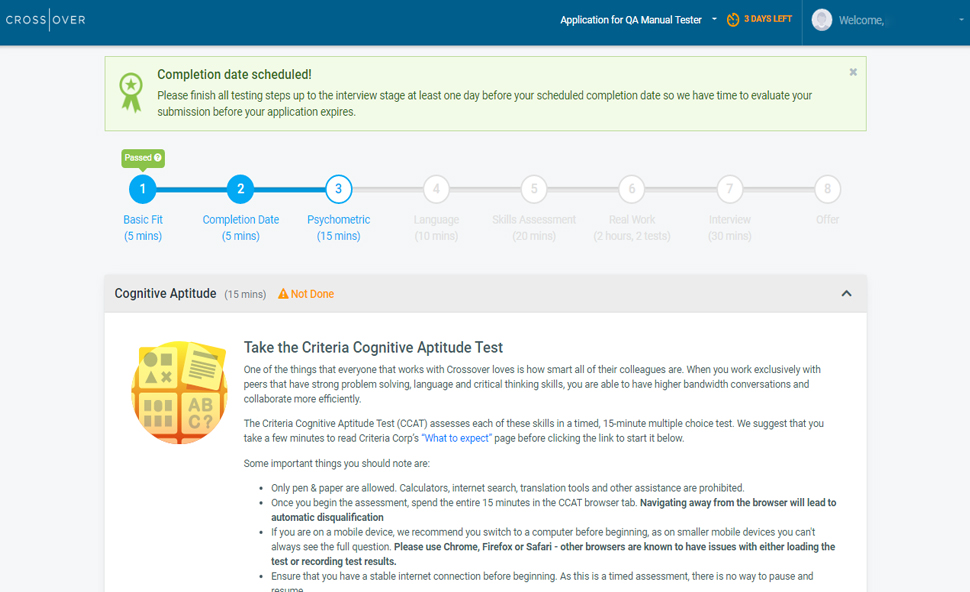 CROSS OVER
Application for QA Manual Tester
3 DAYS LEFT
Welcome,
Completion date scheduled!
Please finish all testing steps up to the interview stage at least one day before your scheduled completion date so we have time to evaluate your
submission before your application expires.
Passed
1 2 3 4 5 6 7 8
Basic Fit Completion Date Psychometric Language Skills Assessment Real Work Interview Offer
(5 mins) (5 mins) (15 mins) (10 mins) (20 mins) (2 hours, 2 tests) (30 mins)
Cognitive Aptitude (15 mins) Not Done
Take the Criteria Cognitive Aptitude Test
One of the things that everyone that works with Crossover loves is how smart all of their colleagues are. When you work exclusively with
peers that have strong problem solving, language and critical thinking skills, you are able to have higher bandwidth conversations and
collaborate more efficiently.
AB
C?
The Criteria Cognitive Aptitude Test (CCAT) assesses each of these skills in a timed, 15-minute multiple choice test. We suggest that you
take a few minutes to read Criteria Corp's "What to expect" page before clicking the link to start it below.
Some important things you should note are:
• Only pen & paper are allowed. Calculators, internet search, translation tools and other assistance are prohibited.
• Once you begin the assessment, spend the entire 15 minutes in the CCAT browser tab. Navigating away from the browser will lead to
automatic disqualification
• If you are on a mobile device, we recommend you switch to a computer before beginning, as on smaller mobile devices you can't
always see the full question. Please use Chrome, Firefox or Safari - other browsers are known to have issues with either loading the
test or recording test results.
• Ensure that you have a stable internet connection before beginning. As this is a timed assessment, there is no way to pause and
resume